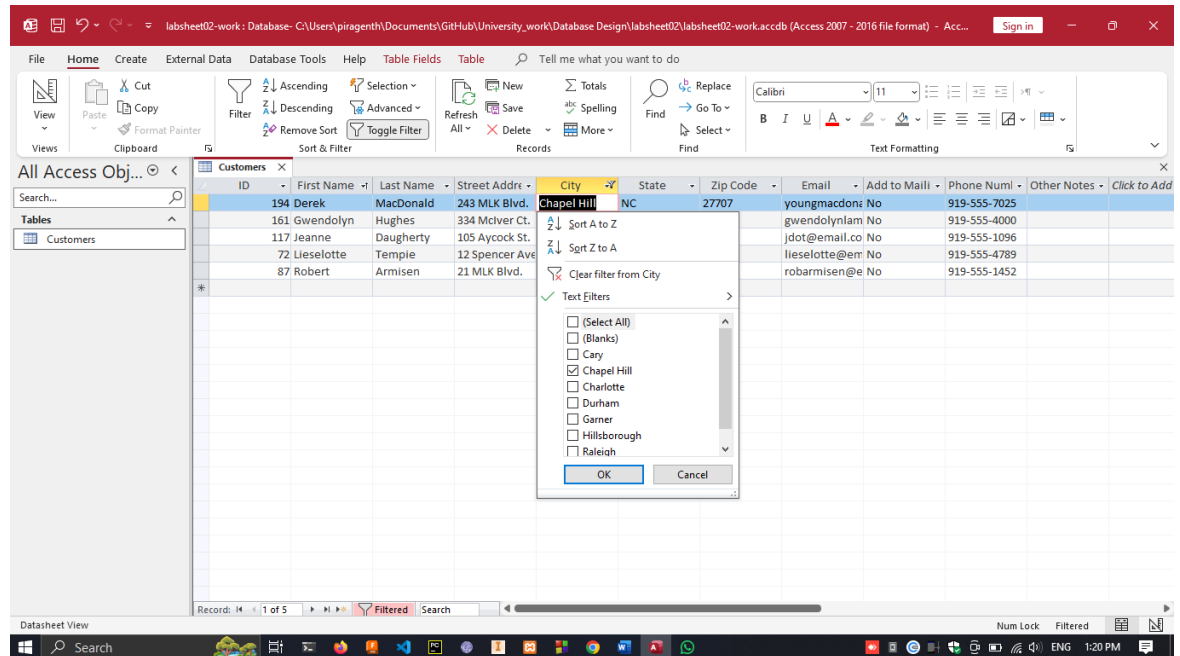 labsheet02-work : Database- C:\Users\piragenth\Documents\GitHub\University_work\Database Design\labsheet02\labsheet02-work.accdb (Access 2007 - 2016 file format) - Acc... Sign in
File Home Create External Data Database Tools Help Table Fields Table Tell me what you want to do
View
Views
Paste
Cut
Copy
Format Painter
Clipboard
Filter
Ascending
Descending
Remove Sort
Selection
Advanced
Toggle Filter
Sort & Filter
Refresh
All
New
Save
Delete
Totals
Spelling
More
Records
Find
Replace
Go To
Select
Find
Calibri 11
B I U A
Text Formatting
All Access Obj...
Search...
Tables
Customers
Customers
ID First Name Last Name Street Addre City State Zip Code Email Add to Maili Phone Numl Other Notes Click to Add
194 Derek MacDonald 243 MLK Blvd. Chapel Hill NC 27707 youngmacdona No 919-555-7025
161 Gwendolyn Hughes 334 McIver Ct. gwendolynlam No 919-555-4000
117 Jeanne Daugherty 105 Aycock St. jdot@email.co No 919-555-1096
72 Lieselotte Tempie 12 Spencer Ave lieselotte@em No 919-555-4789
87 Robert Armisen 21 MLK Blvd. robarmisen@e No 919-555-1452
Sort A to Z
Sort Z to A
Clear filter from City
Text Filters
(Select All)
(Blanks)
Cary
Chapel Hill
Charlotte
Durham
Garner
Hillsborough
Raleigh
OK Cancel
Record: 1 of 5 Filtered Search
Datasheet View Num Lock Filtered
Search ENG 1:20 PM